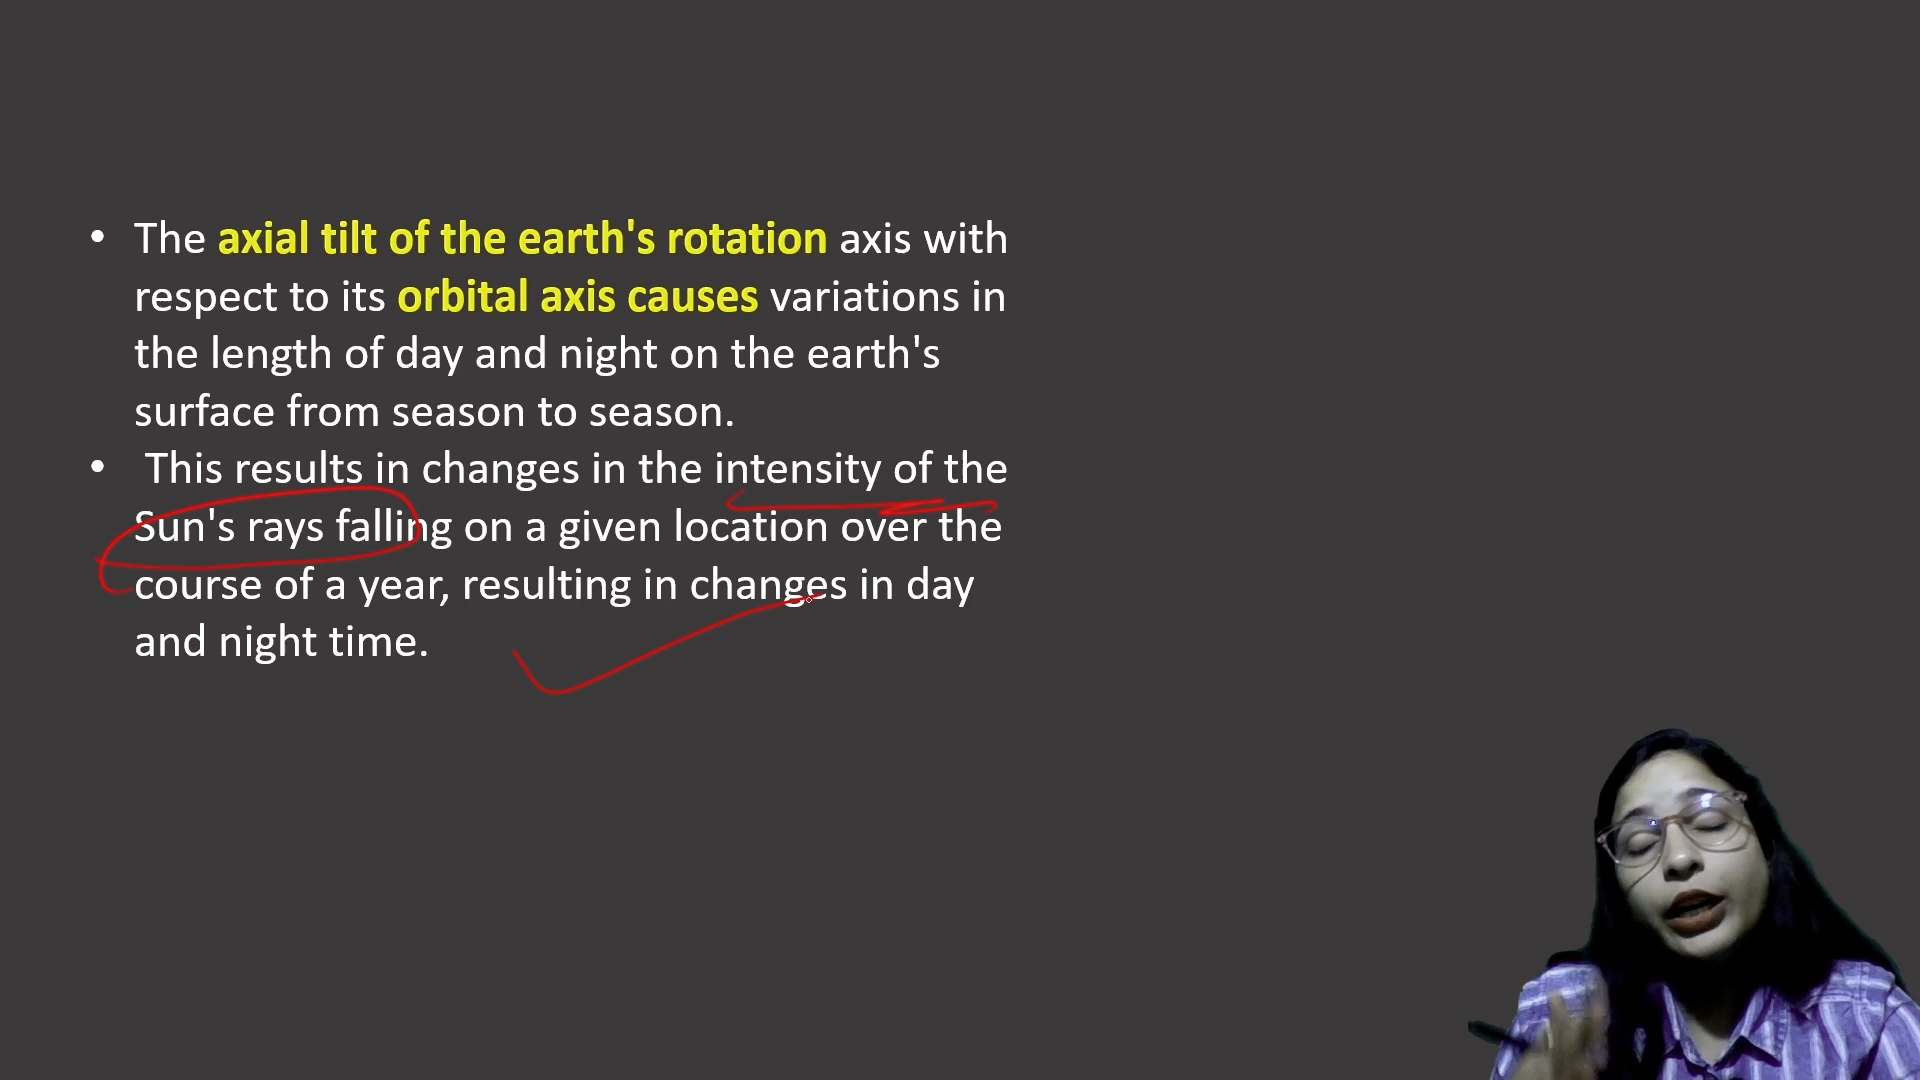 • The axial tilt of the earth's rotation axis with
respect to its orbital axis causes variations in
the length of day and night on the earth's
surface from season to season.
• This results in changes in the intensity of the
Sun's rays falling on a given location over the
course of a year, resulting in changes in day
and night time.